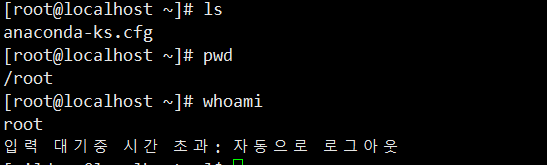 [root@localhost ~]# ls
anaconda-ks.cfg
[root@localhost ~]# pwd
/root
[root@localhost ~]# whoami
root
입력 대기중 시간 초과: 자동으로 로그아웃